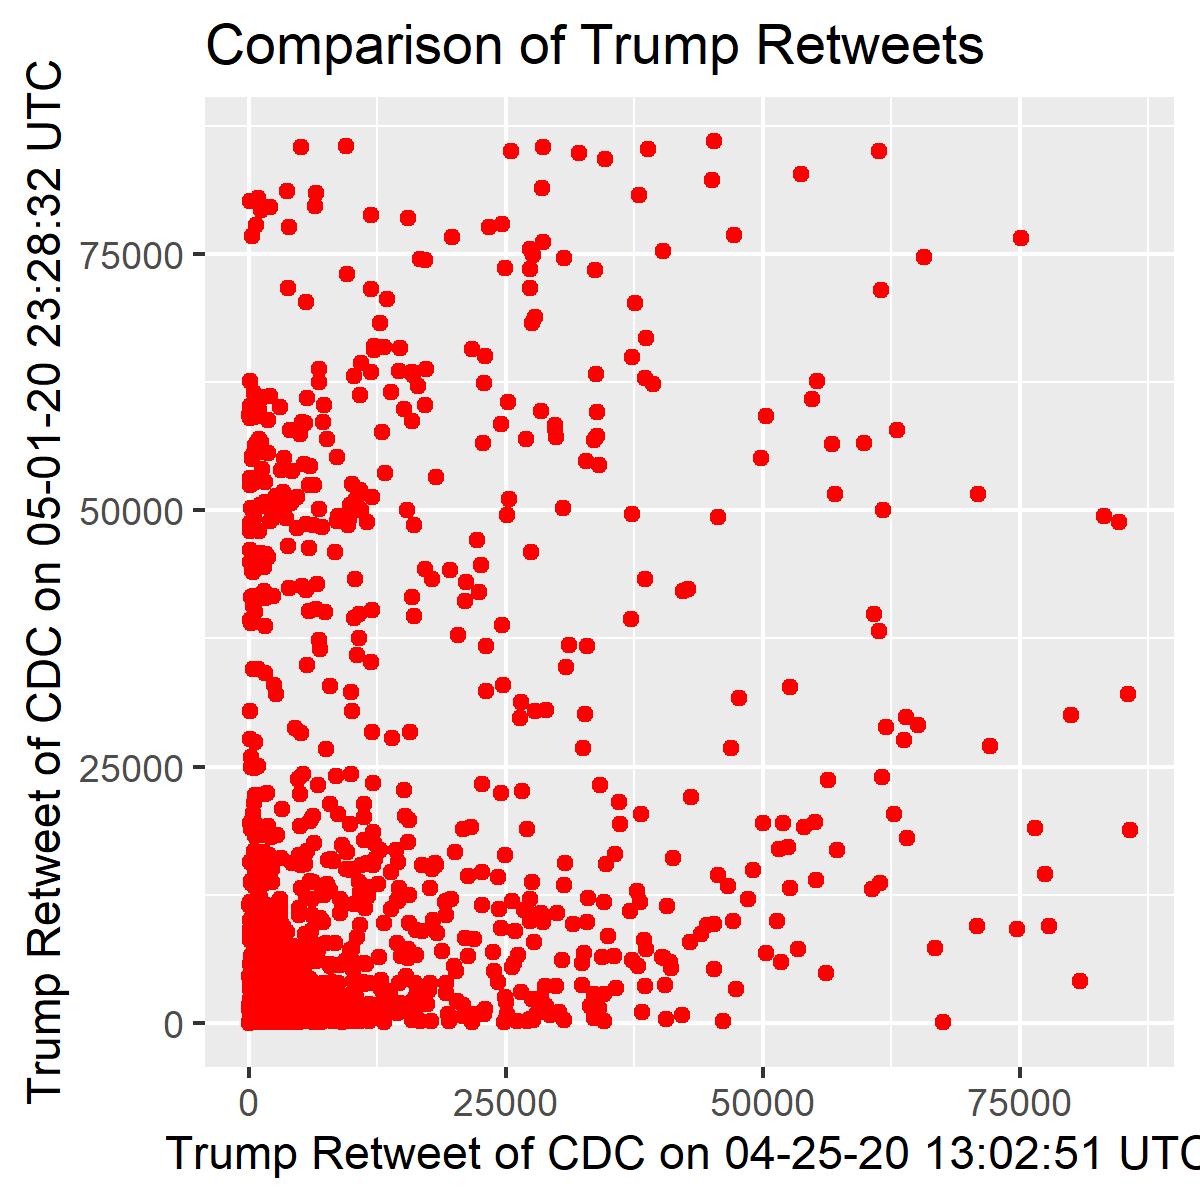 Comparison of Trump Retweets
Trump Retweet of CDC on 05-01-20 23:28:32 UTC
75000
50000
25000
0
0
25000
50000
75000
Trump Retweet of CDC on 04-25-20 13:02:51 UTC